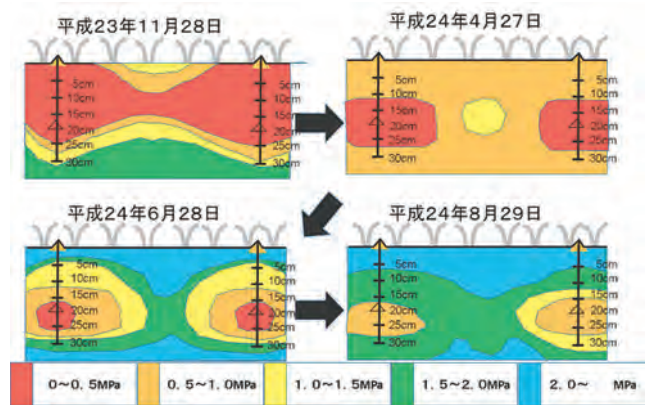 平成23年11月28日
平成24年4月27日
5cm
10cm
15cm
20cm
25cm
30cm
5cm
10cm
15cm
20cm
25cm
30cm
5cm
10cm
15cm
20cm
25cm
30cm
5cm
10cm
15cm
20cm
25cm
30cm
平成24年6月28日
平成24年8月29日
5cm
10cm
15cm
20cm
25cm
30cm
5cm
10cm
15cm
20cm
25cm
30cm
5cm
10cm
15cm
20cm
25cm
30cm
5cm
10cm
15cm
20cm
25cm
30cm
0～0.5MPa
0.5～1.0MPa
1.0～1.5MPa
1.5～2.0MPa
2.0～ MPa